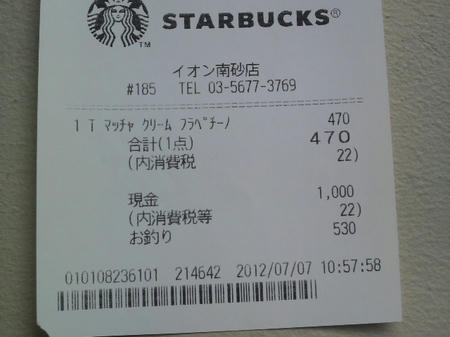 STARBUCKS®
TM
イオン南砂店
#185 TEL 03-5677-3769
1 T マッチャ クリーム フラペチーノ 470
合計(1点) 470
(内消費税 22)
現金 1,000
(内消費税等 22)
お釣り 530
010108236101 214642 2012/07/07 10:57:58